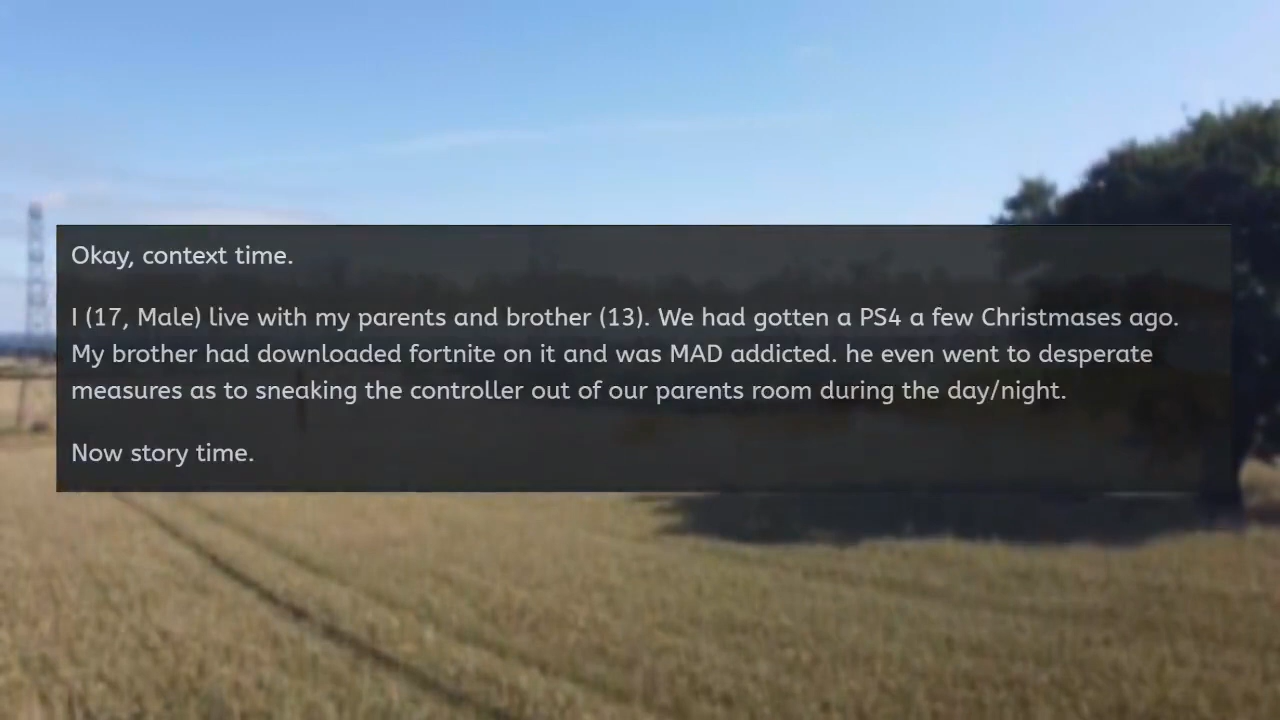 Okay, context time.
I (17, Male) live with my parents and brother (13). We had gotten a PS4 a few Christmases ago.
My brother had downloaded fortnite on it and was MAD addicted. he even went to desperate
measures as to sneaking the controller out of our parents room during the day/night.
Now story time.